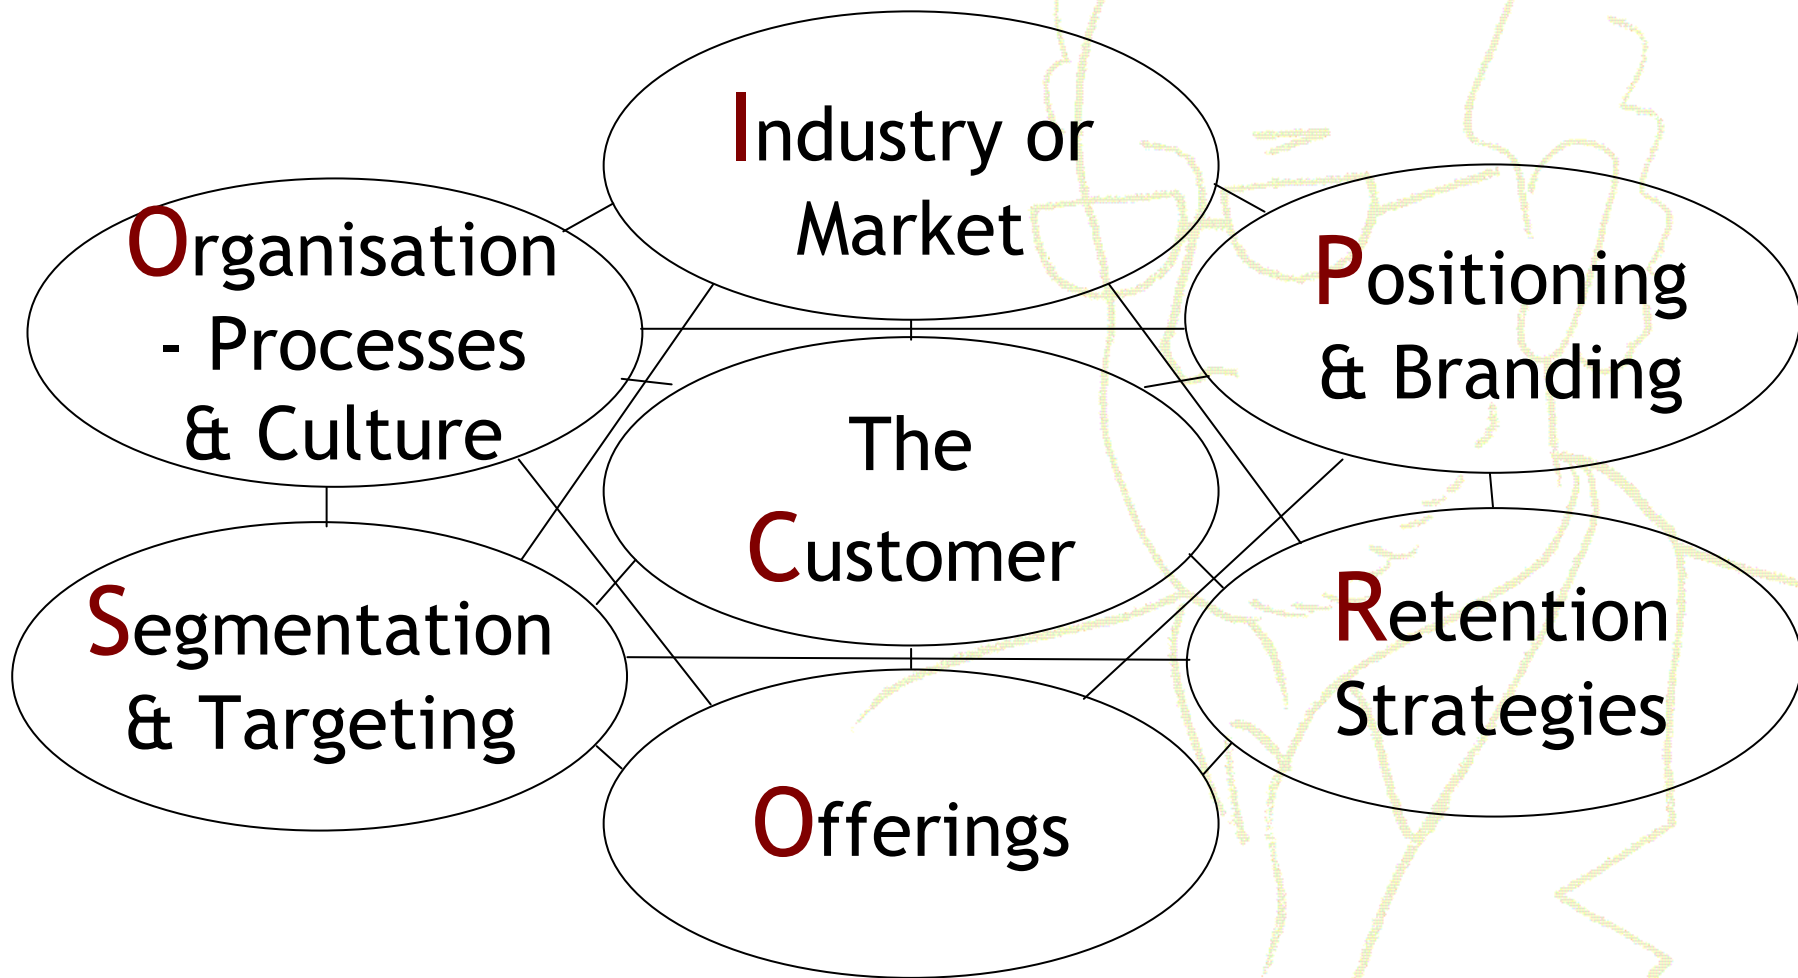 Industry or
Market
Organisation
- Processes
& Culture
Positioning
& Branding
The
Customer
Segmentation
& Targeting
Retention
Strategies
Offerings